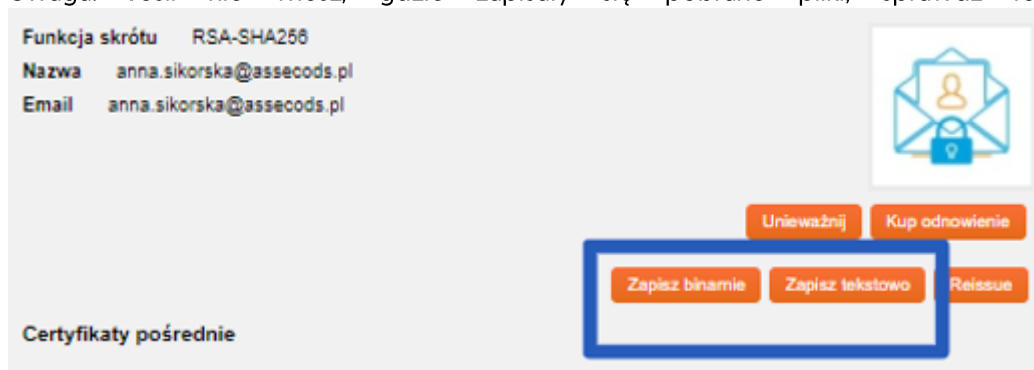 Funkcja skrótu RSA-SHA256
Nazwa anna.sikorska@assecods.pl
Email anna.sikorska@assecods.pl
Unieważnij Kup odnowienie
Zapisz binarnie Zapisz tekstowo Reissue
Certyfikaty pośrednie